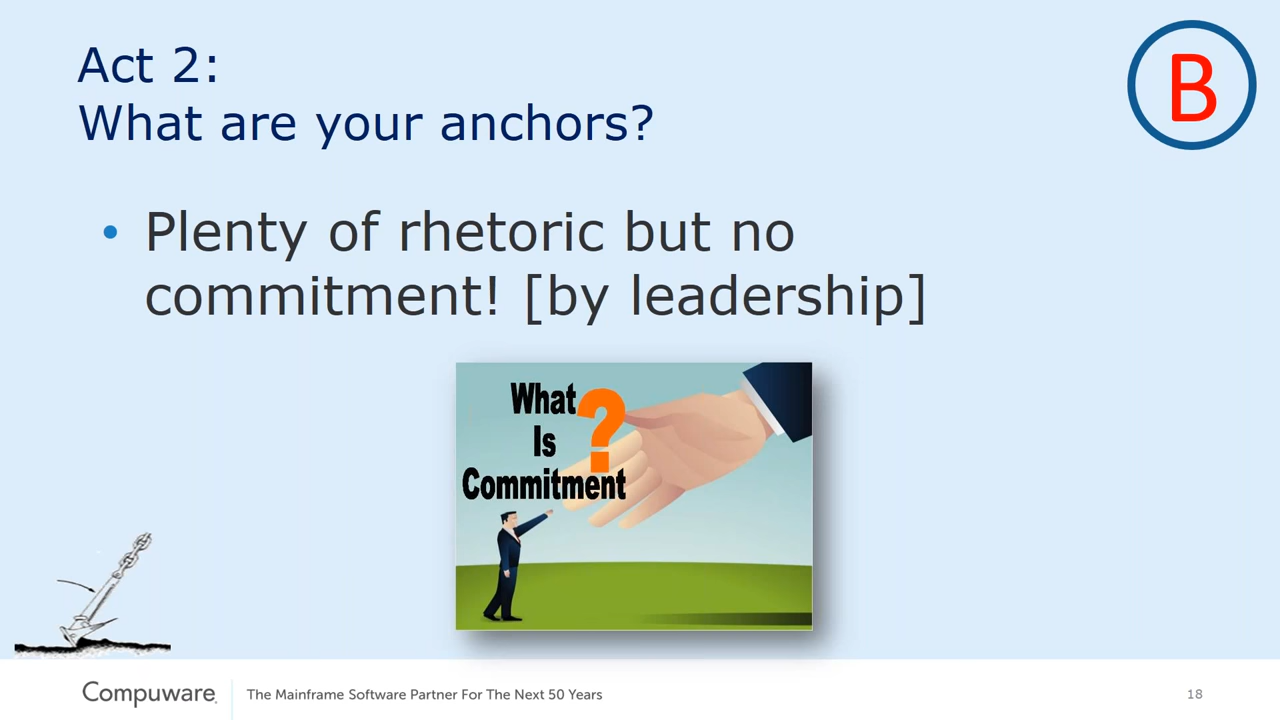 Act 2:
What are your anchors?
B
• Plenty of rhetoric but no
commitment! [by leadership]
What
Is
Commitment
?
Compuware.
The Mainframe Software Partner For The Next 50 Years
18